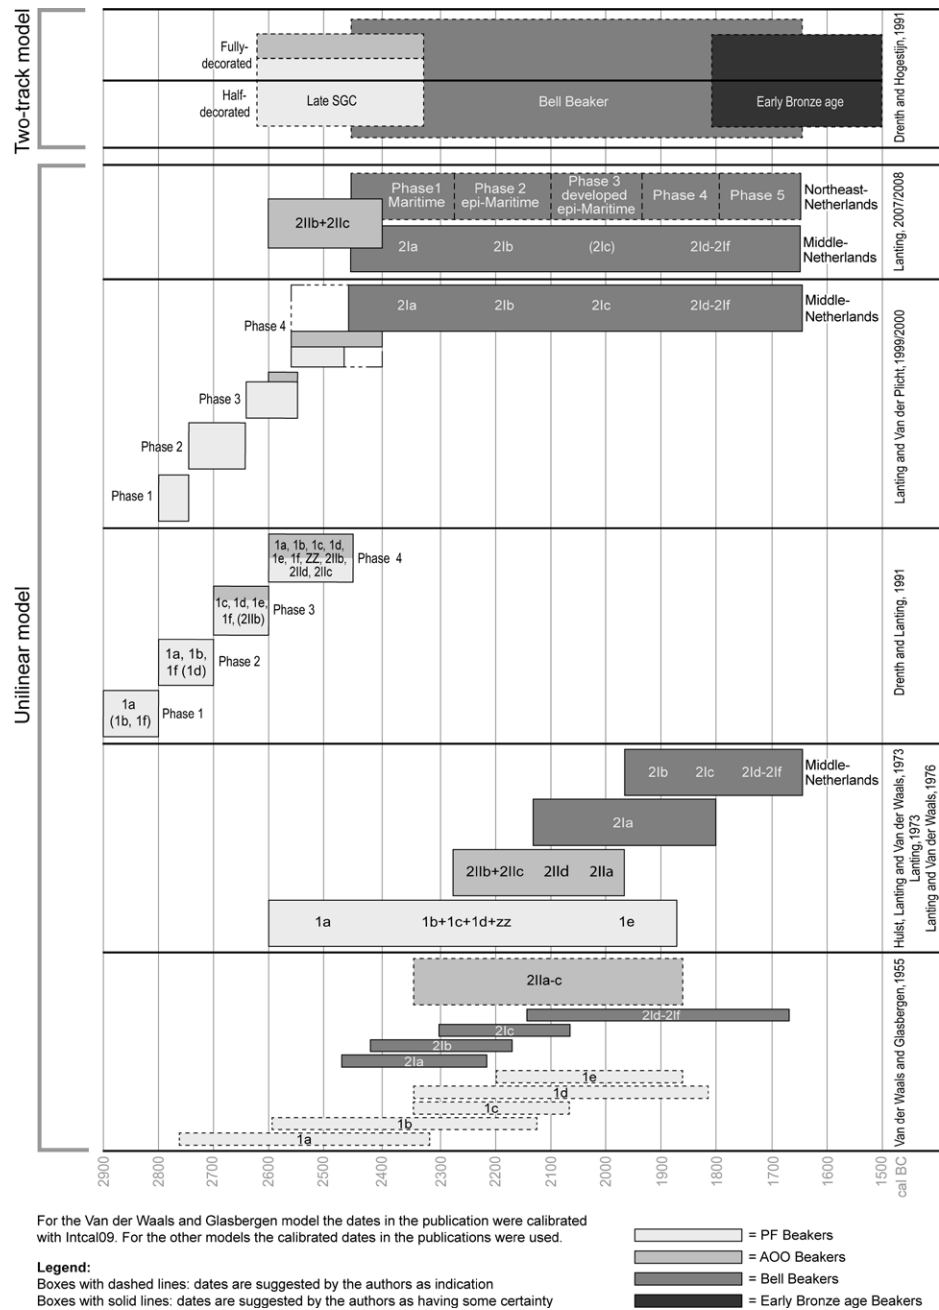 Two-track model
Fully-
decorated
Half-
decorated
Late SGC
Bell Beaker
Early Bronze age
Drenth and Hogestijn,1991
Unilinear model
Phase1
Maritime
Phase 2
epi-Maritime
Phase 3
developed
epi-Maritime
Phase 4
Phase 5
Northeast-
Netherlands
2IIb+2IIc
2Ia
2Ib
(2Ic)
2Id-2If
Middle-
Netherlands
Lanting, 2007/2008
2Ia
2Ib
2Ic
2Id-2If
Middle-
Netherlands
Phase 4
Phase 3
Phase 2
Phase 1
Lanting and Van der Plicht,1999/2000
1a, 1b, 1c, 1d,
1e, 1f, ZZ, 2IIb,
2IId, 2IIc
Phase 4
1c, 1d, 1e,
1f, (2IIb)
Phase 3
1a, 1b,
1f (1d)
Phase 2
1a
(1b, 1f)
Phase 1
Drenth and Lanting, 1991
2Ib
2Ic
2Id-2If
Middle-
Netherlands
2Ia
2IIb+2IIc
2IId
2IIa
1a
1b+1c+1d+zz
1e
Hulst, Lanting and Van der Waals,1973
Lanting,1973
Lanting and Van der Waals,1976
2IIa-c
2Id-2If
2Ic
2Ib
2Ia
1e
1d
1c
1b
1a
Van der Waals and Glasbergen,1955
2900
2800
2700
2600
2500
2400
2300
2200
2100
2000
1900
1800
1700
1600
1500
cal BC
For the Van der Waals and Glasbergen model the dates in the publication were calibrated
with Intcal09. For the other models the calibrated dates in the publications were used.
Legend:
Boxes with dashed lines: dates are suggested by the authors as indication
Boxes with solid lines: dates are suggested by the authors as having some certainty
= PF Beakers
= AOO Beakers
= Bell Beakers
= Early Bronze age Beakers